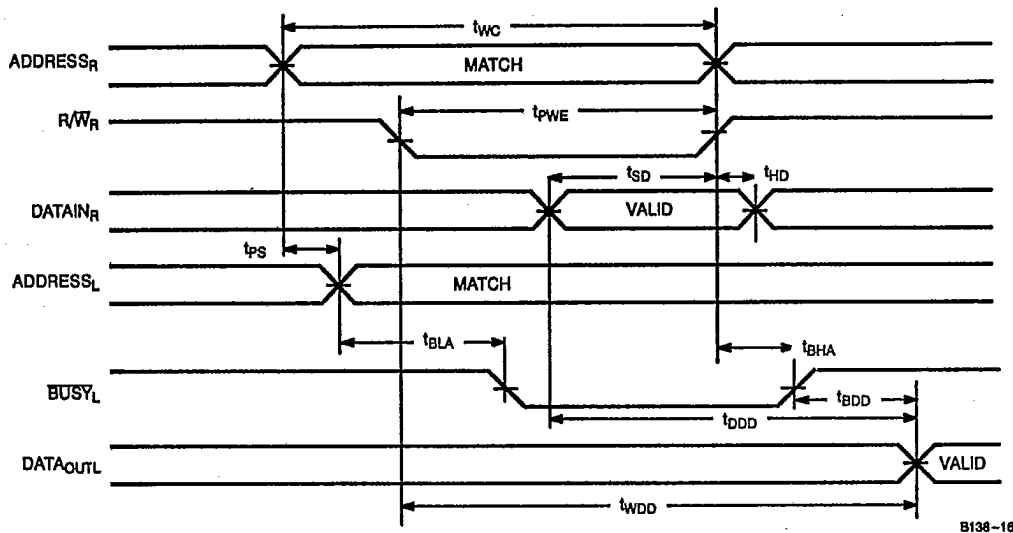 tWC
ADDRESSR
MATCH
R/W̅R
tPWE
tSD
tHD
DATAINR
VALID
tPS
ADDRESSL
MATCH
tBLA
tBHA
B̅U̅S̅Y̅L
tBDD
tDDD
DATAOUTL
VALID
tWDD
B138-16